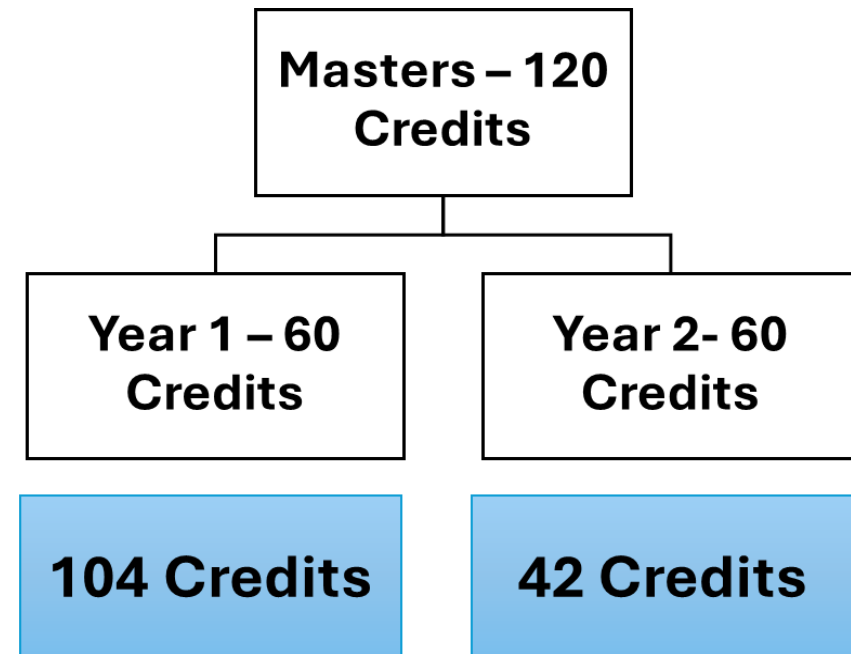 Masters – 120
Credits
Year 1 – 60
Credits
Year 2- 60
Credits
104 Credits
42 Credits